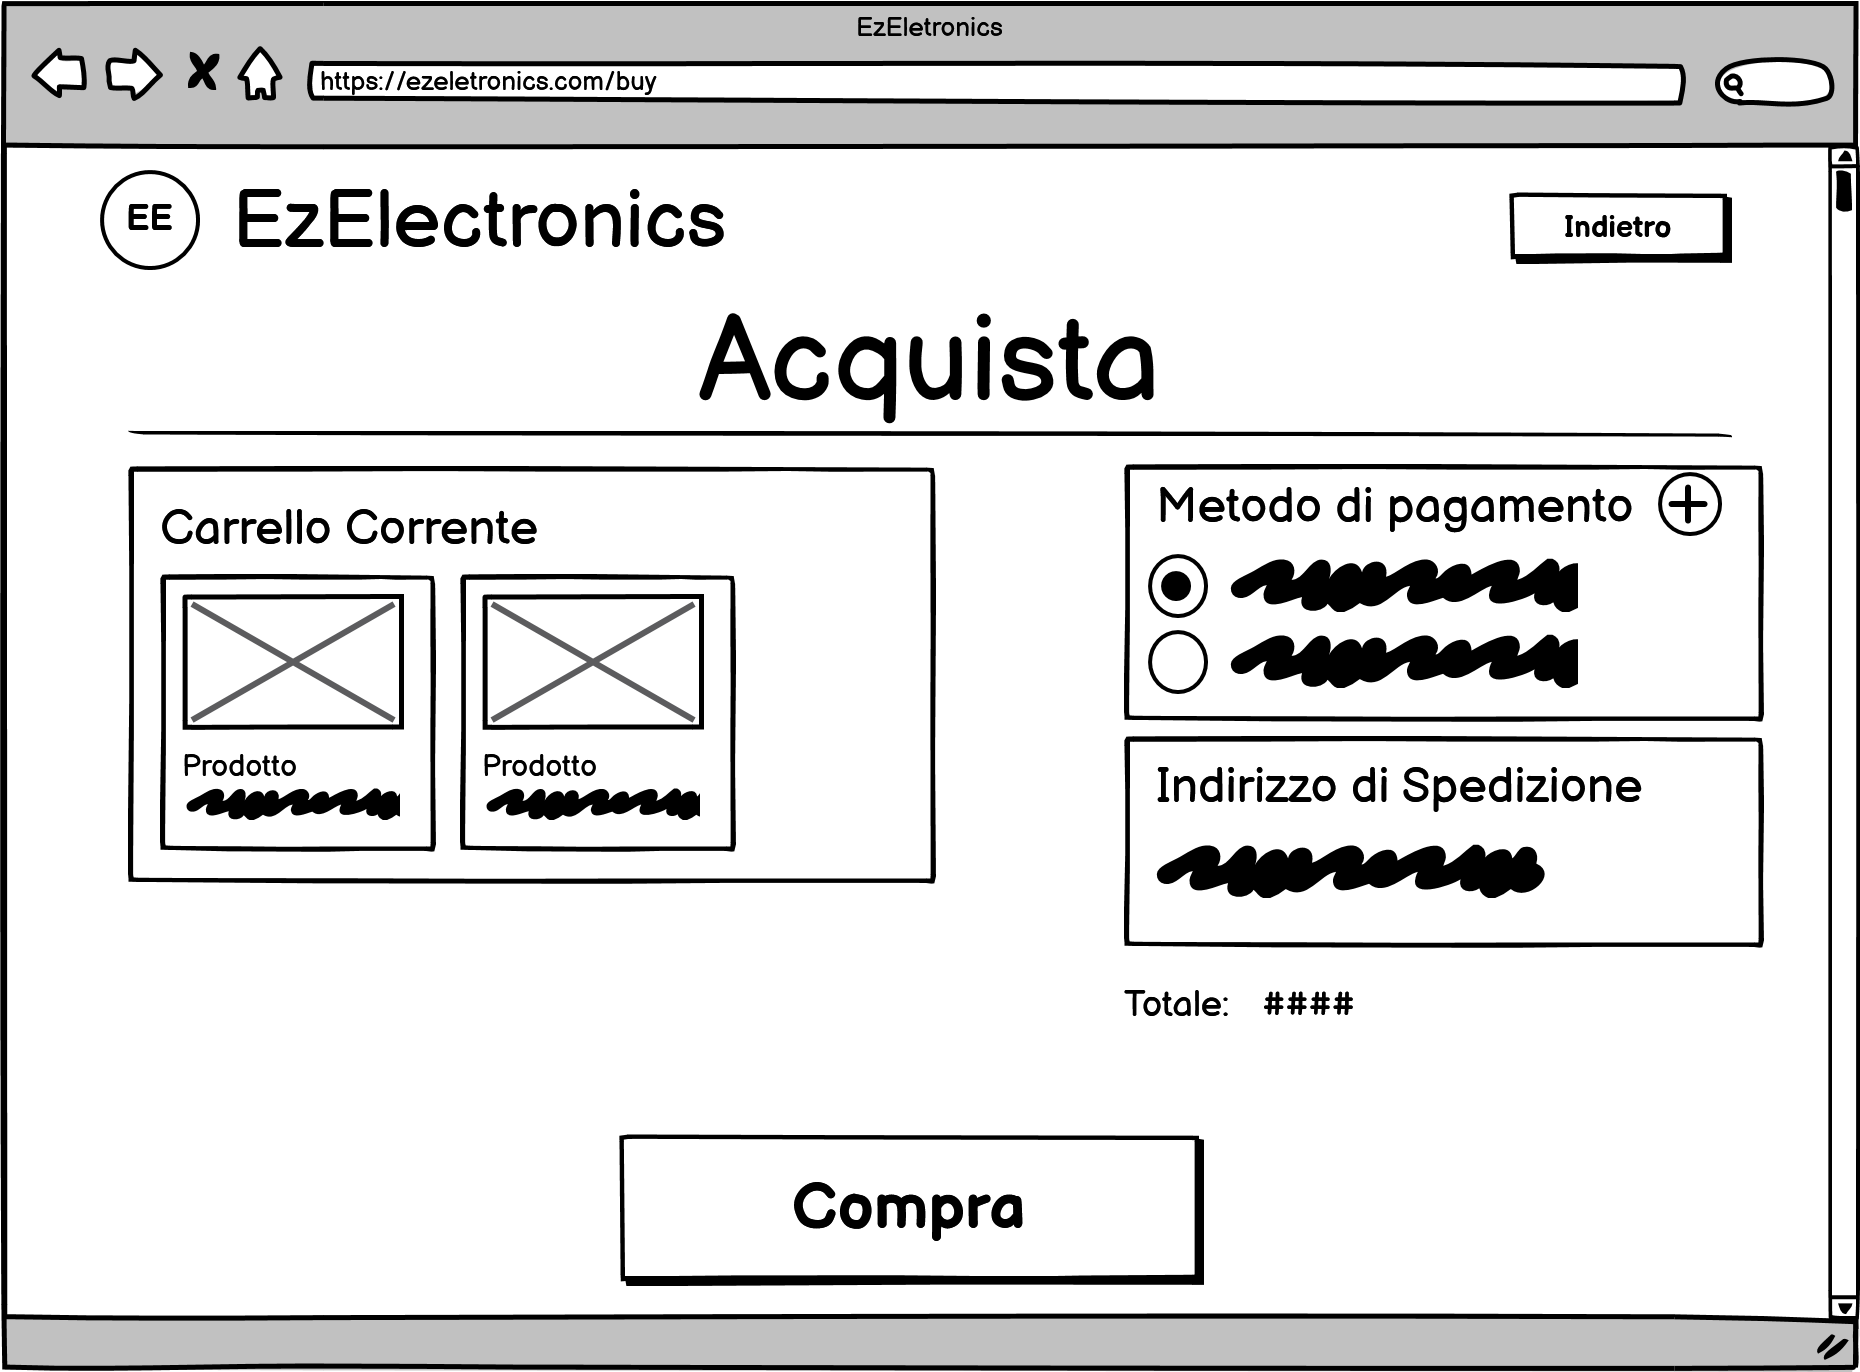 EzEletronics
https://ezeletronics.com/buy
EE
EzElectronics
Indietro
Acquista
Carrello Corrente
Prodotto
Prodotto
Metodo di pagamento
Indirizzo di Spedizione
Totale: ####
Compra